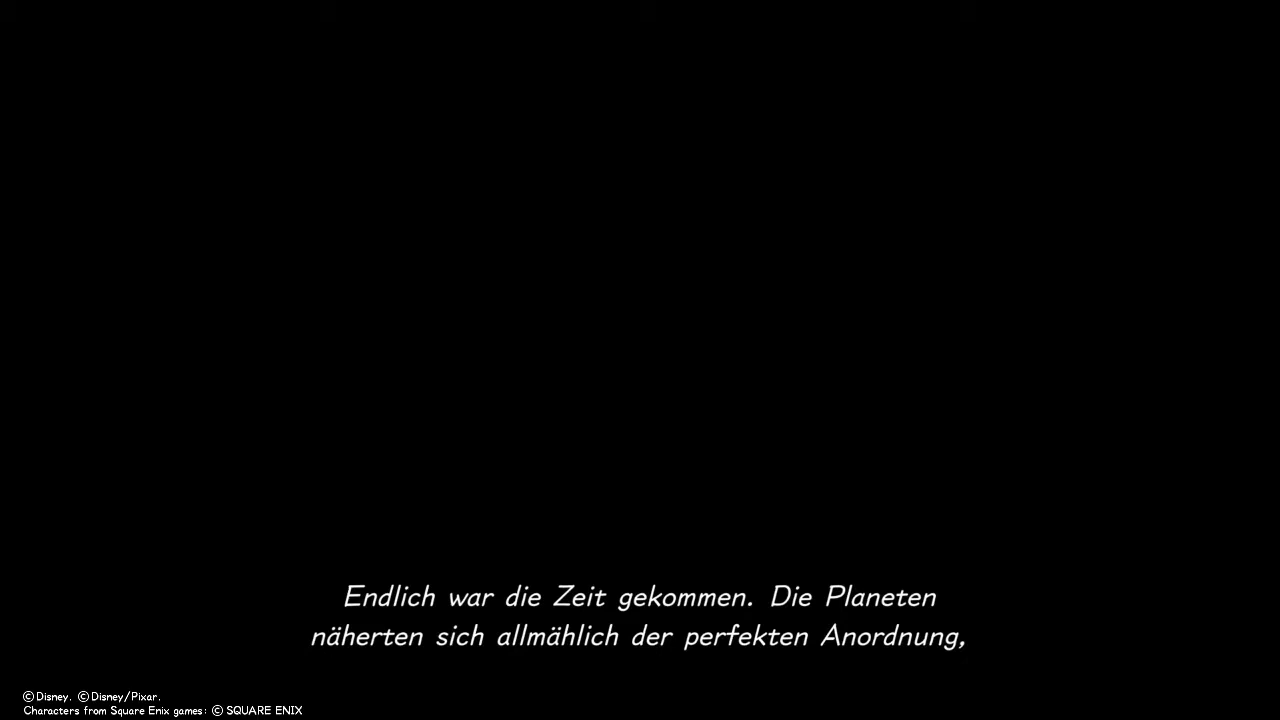 Endlich war die Zeit gekommen. Die Planeten
näherten sich allmählich der perfekten Anordnung,
©Disney. ©Disney/Pixar.
Characters from Square Enix games: © SQUARE ENIX